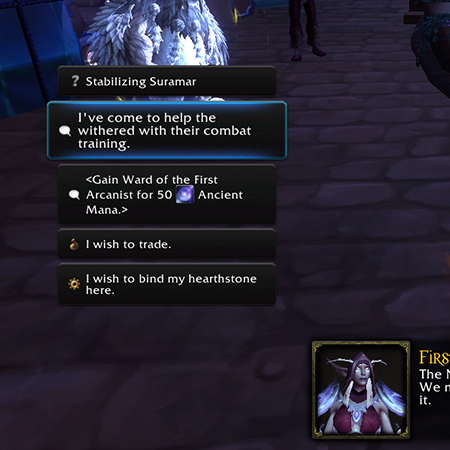 Stabilizing Suramar
I've come to help the
withered with their combat
training.
<Gain Ward of the First
Arcanist for 50 Ancient
Mana.>
I wish to trade.
I wish to bind my hearthstone
here.
First
The N
We m
it.